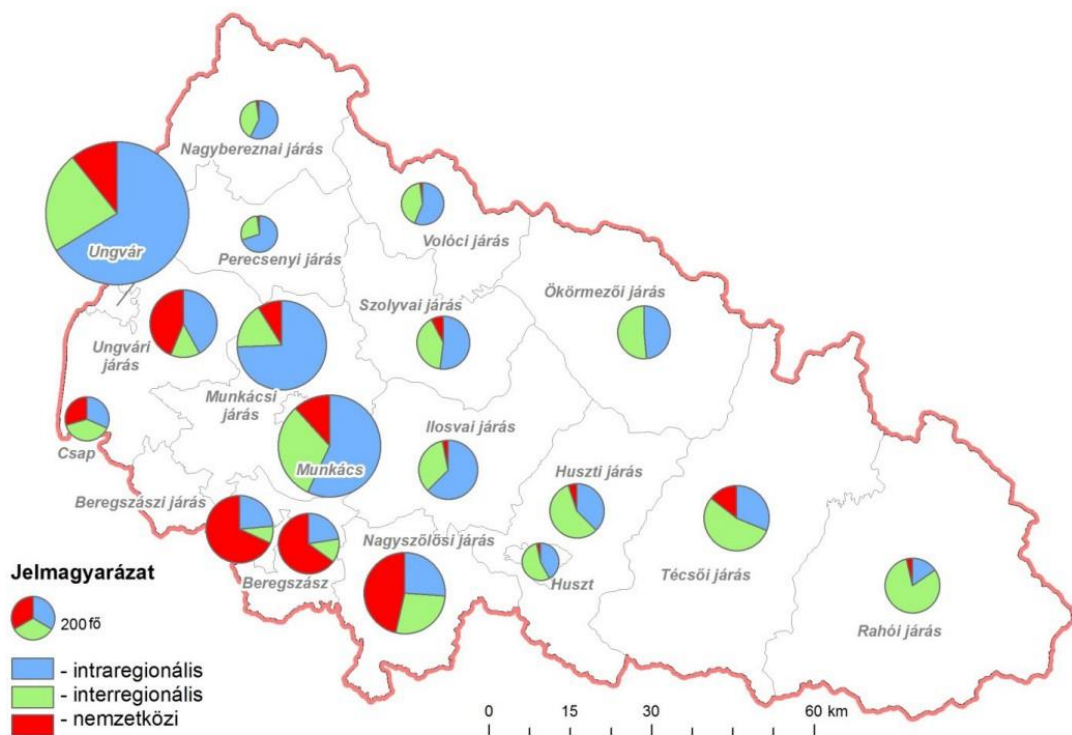 Nagybereznai járás
Ungvár
Perecsenyi járás
Volóci járás
Szolyvai járás
Ökörmezői járás
Ungvári
járás
Munkácsi
járás
Csap
Munkács
Ilosvai járás
Huszti járás
Beregszászi járás
Nagyszőlősi járás
Beregszász
Huszt
Técsői járás
Rahói járás
Jelmagyarázat
200 fő
- intraregionális
- interregionális
- nemzetközi
0 15 30 60 km